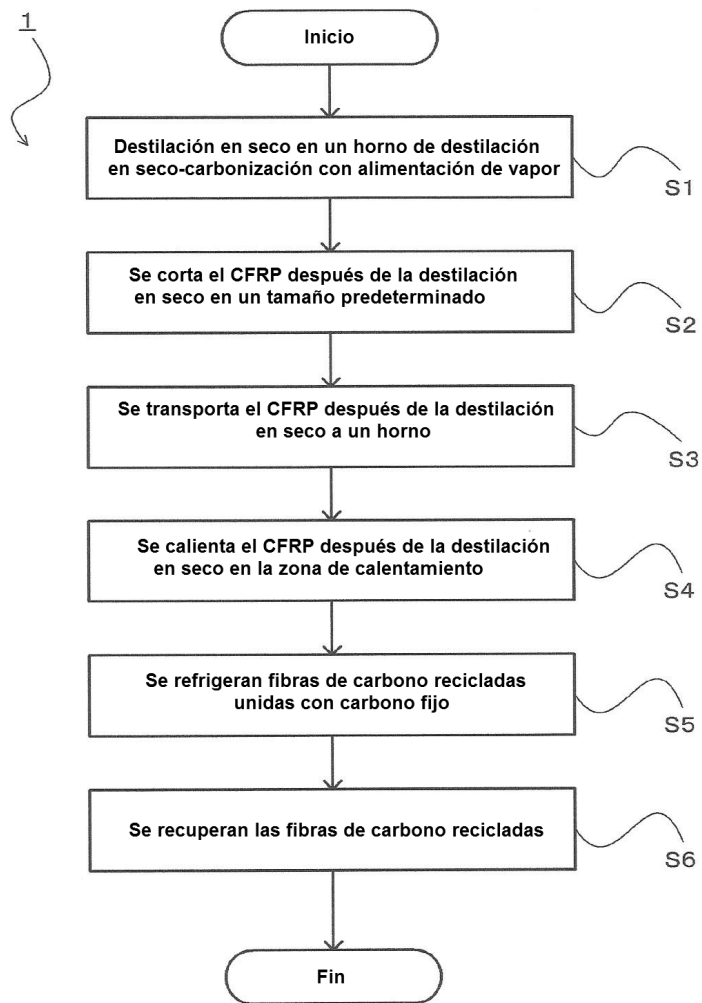 1
Inicio
Destilación en seco en un horno de destilación
en seco-carbonización con alimentación de vapor
S1
Se corta el CFRP después de la destilación
en seco en un tamaño predeterminado
S2
Se transporta el CFRP después de la destilación
en seco a un horno
S3
Se calienta el CFRP después de la destilación
en seco en la zona de calentamiento
S4
Se refrigeran fibras de carbono recicladas
unidas con carbono fijo
S5
Se recuperan las fibras de carbono recicladas
S6
Fin